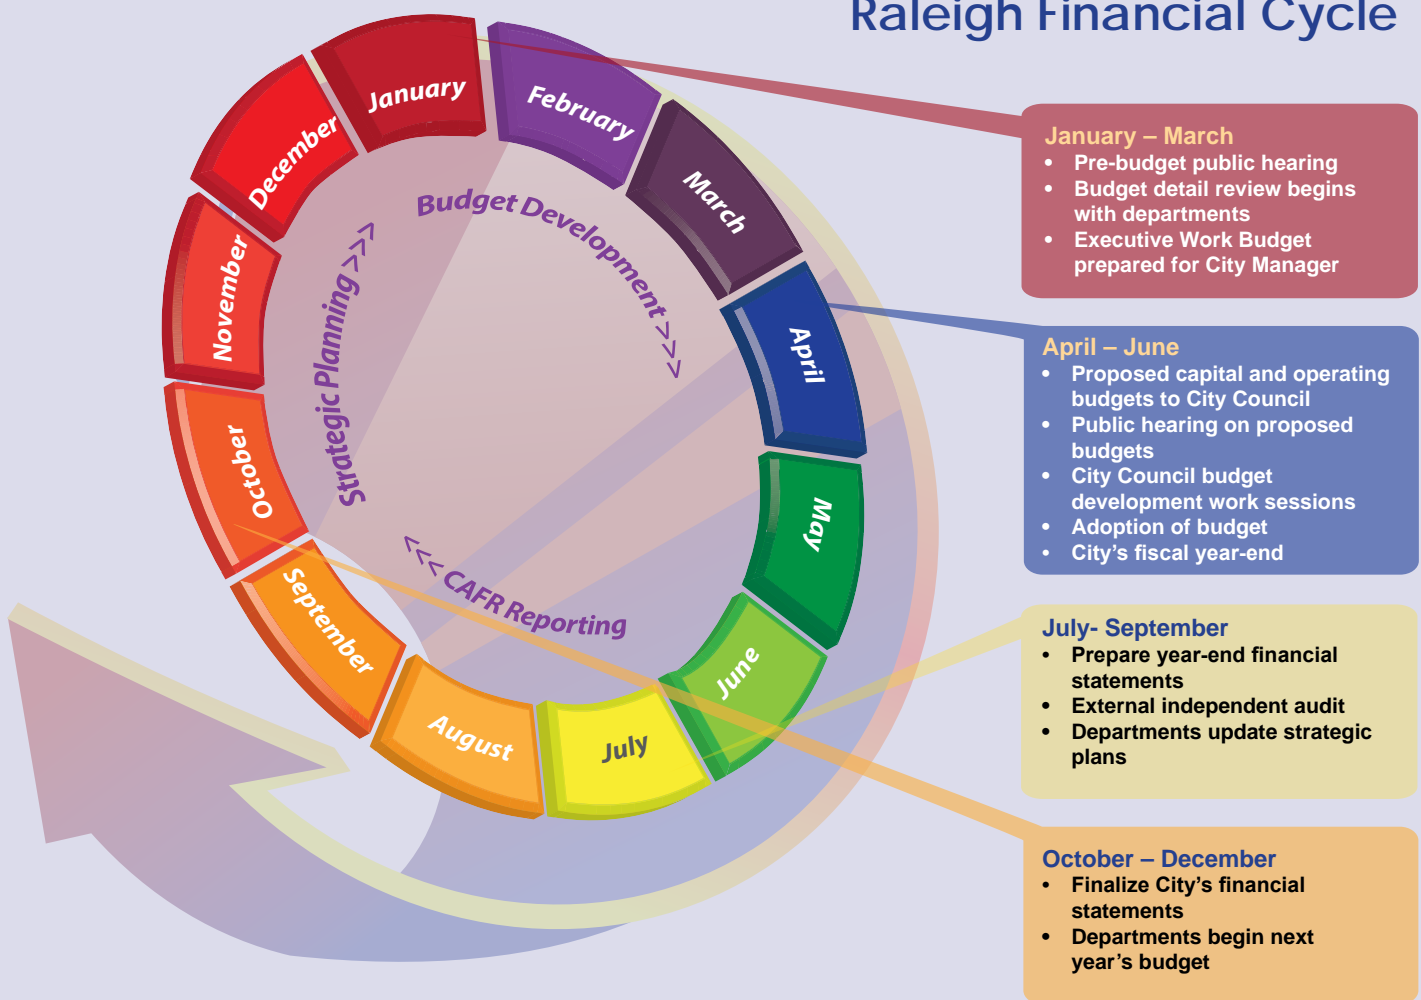 Raleigh Financial Cycle
January
February
March
April
May
June
July
August
September
October
November
December
Budget Development >>>
Strategic Planning >>>
<<< CAFR Reporting
January – March
• Pre-budget public hearing
• Budget detail review begins
with departments
• Executive Work Budget
prepared for City Manager
April – June
• Proposed capital and operating
budgets to City Council
• Public hearing on proposed
budgets
• City Council budget
development work sessions
• Adoption of budget
• City’s fiscal year-end
July- September
• Prepare year-end financial
statements
• External independent audit
• Departments update strategic
plans
October – December
• Finalize City’s financial
statements
• Departments begin next
year’s budget